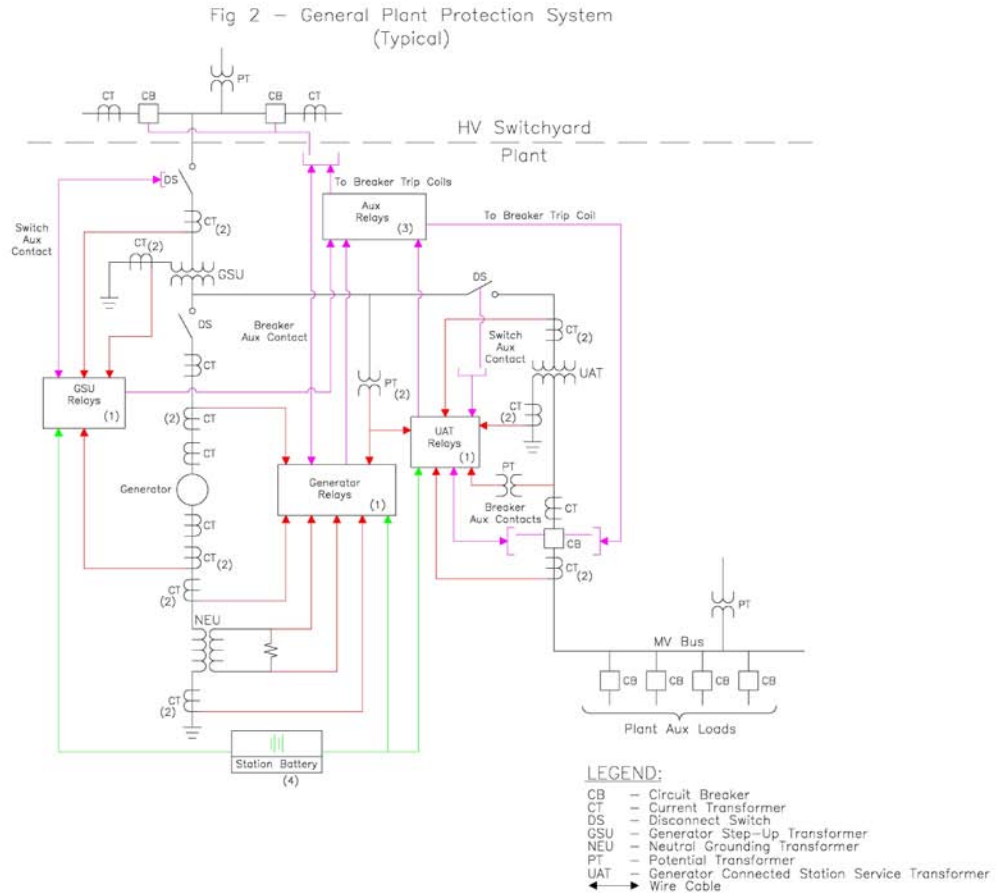 Fig 2 - General Plant Protection System
(Typical)
PT
CT
CB
CB
CT
HV Switchyard
Plant
DS
To Breaker Trip Coils
Aux
Relays
(3)
To Breaker Trip Coil
Switch
Aux
Contact
CT
(2)
CT(2)
GSU
DS
DS
Breaker
Aux Contact
Switch
Aux
Contact
CT
(2)
UAT
CT
PT
(2)
GSU
Relays
(1)
(2)
CT
CT
(2)
UAT
Relays
(1)
CT
PT
Generator
Generator
Relays
(1)
Breaker
Aux Contacts
CT
CT
CB
CT
(2)
CT
(2)
CT
(2)
PT
NEU
MV Bus
CB
CB
CB
CB
CT
(2)
Plant Aux Loads
Station Battery
(4)
LEGEND:
CB - Circuit Breaker
CT - Current Transformer
DS - Disconnect Switch
GSU - Generator Step-Up Transformer
NEU - Neutral Grounding Transformer
PT - Potential Transformer
UAT - Generator Connected Station Service Transformer
Wire Cable